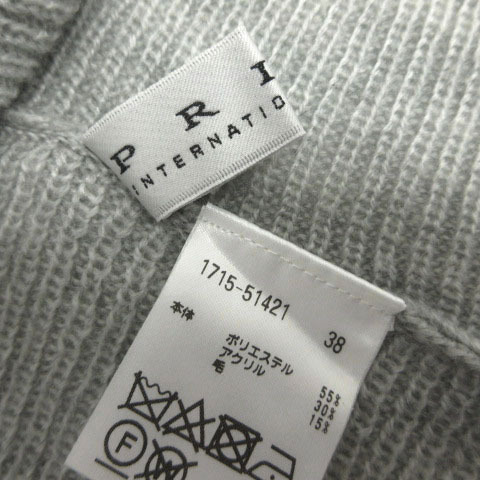 PRI
INTERNATIO
1715-51421 38
本体
ポリエステル 55%
アクリル 30%
毛 15%
F
W